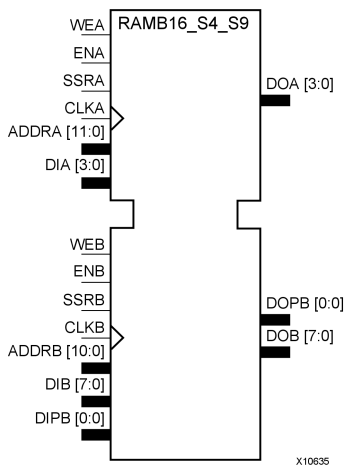 RAMB16_S4_S9
WEA
ENA
SSRA
DOA [3:0]
CLKA
ADDRA [11:0]
DIA [3:0]
WEB
ENB
SSRB
DOPB [0:0]
CLKB
DOB [7:0]
ADDRB [10:0]
DIB [7:0]
DIPB [0:0]
X10635